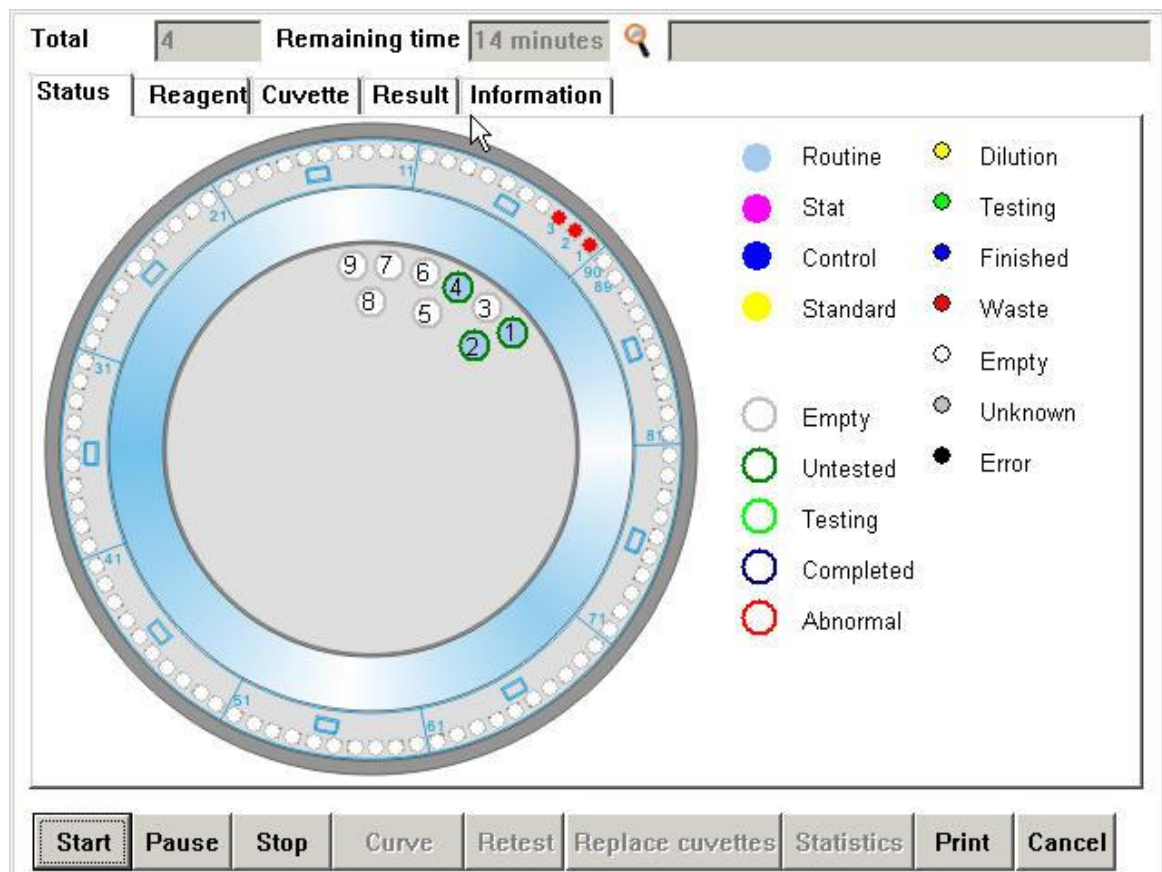 Total 4 Remaining time 14 minutes
Status Reagent Cuvette Result Information
Routine Dilution
Stat Testing
Control Finished
Standard Waste
Empty
Empty Unknown
Untested Error
Testing
Completed
Abnormal
11
21
3
2
1
90
89
9 7 6 4
8 5 3 1
2
31
81
41
71
51
61
Start Pause Stop Curve Retest Replace cuvettes Statistics Print Cancel